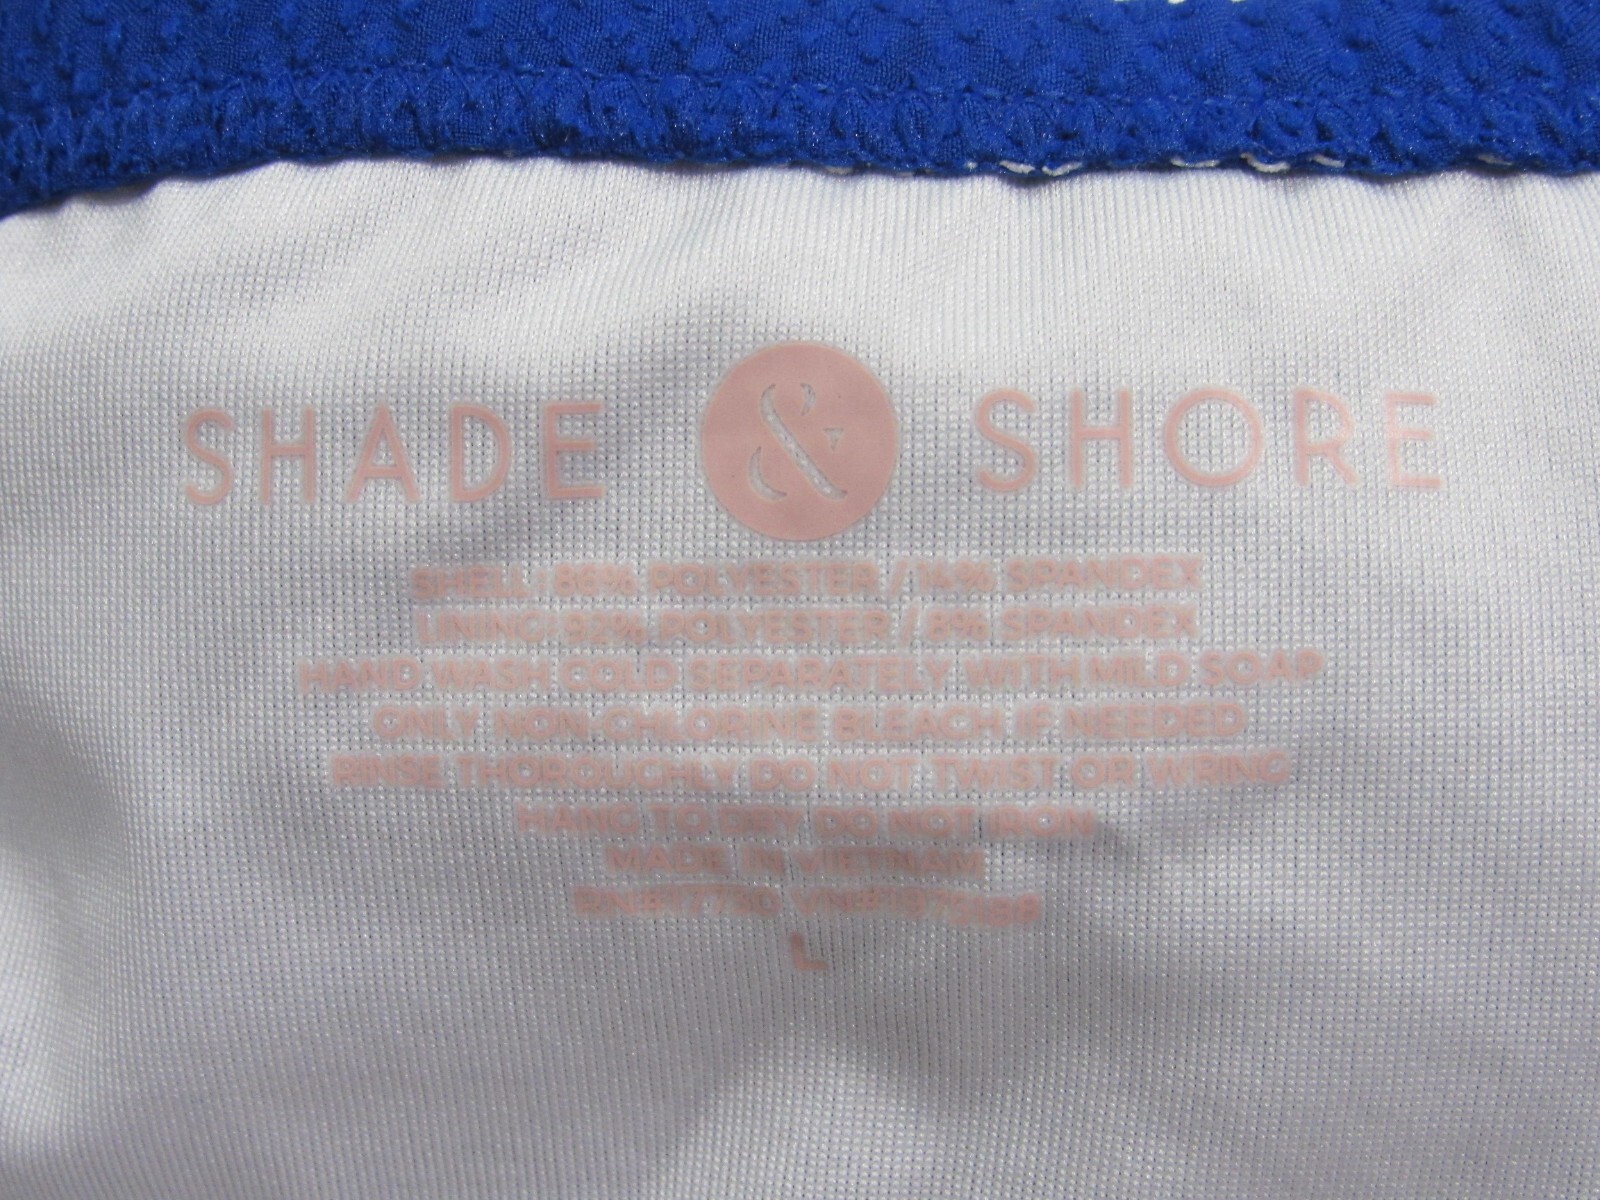 SHADE & SHORE
SHELL: 86% POLYESTER / 14% SPANDEX
LINING: 92% POLYESTER / 8% SPANDEX
HAND WASH COLD SEPARATELY WITH MILD SOAP
ONLY NON-CHLORINE BLEACH IF NEEDED
RINSE THOROUGHLY DO NOT TWIST OR WRING
HANG TO DRY DO NOT IRON
MADE IN VIETNAM
L